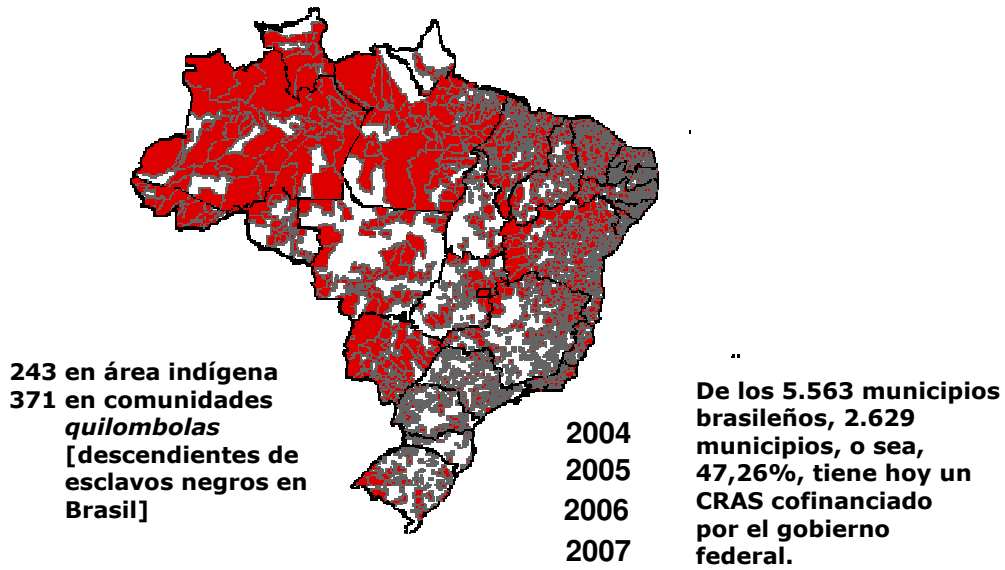 243 en área indígena
371 en comunidades
quilombolas
[descendientes de
esclavos negros en
Brasil]
2004
2005
2006
2007
De los 5.563 municipios
brasileños, 2.629
municipios, o sea,
47,26%, tiene hoy un
CRAS cofinanciado
por el gobierno
federal.